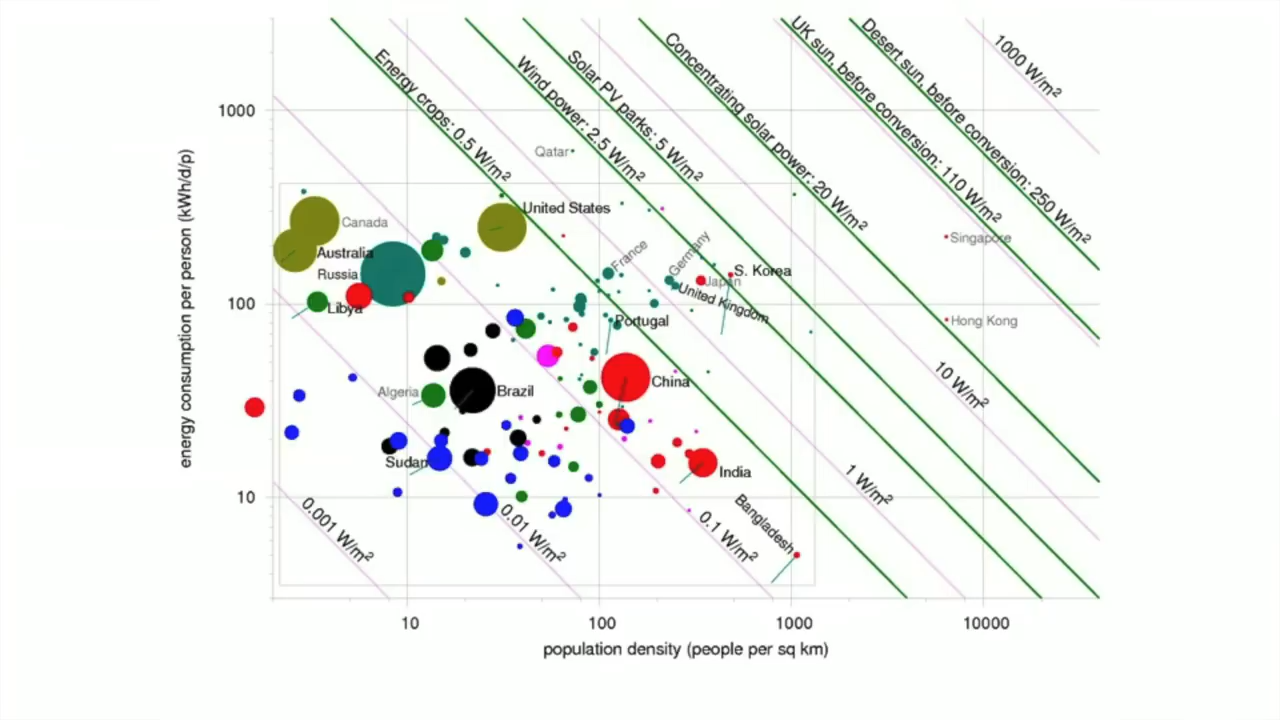 1000 W/m²
Desert sun, before conversion: 250 W/m²
UK sun, before conversion: 110 W/m²
Concentrating solar power: 20 W/m²
Solar PV parks: 5 W/m²
Wind power: 2.5 W/m²
Energy crops: 0.5 W/m²
1000
Qatar
United States
Canada
Singapore
Australia
France
Germany
Russia
S. Korea
Japan
United Kingdom
100
Libya
Portugal
Hong Kong
China
10 W/m²
Algeria
Brazil
Sudan
India
1 W/m²
10
Bangladesh
0.001 W/m²
0.01 W/m²
0.1 W/m²
10
100
1000
10000
population density (people per sq km)
energy consumption per person (kWh/d/p)